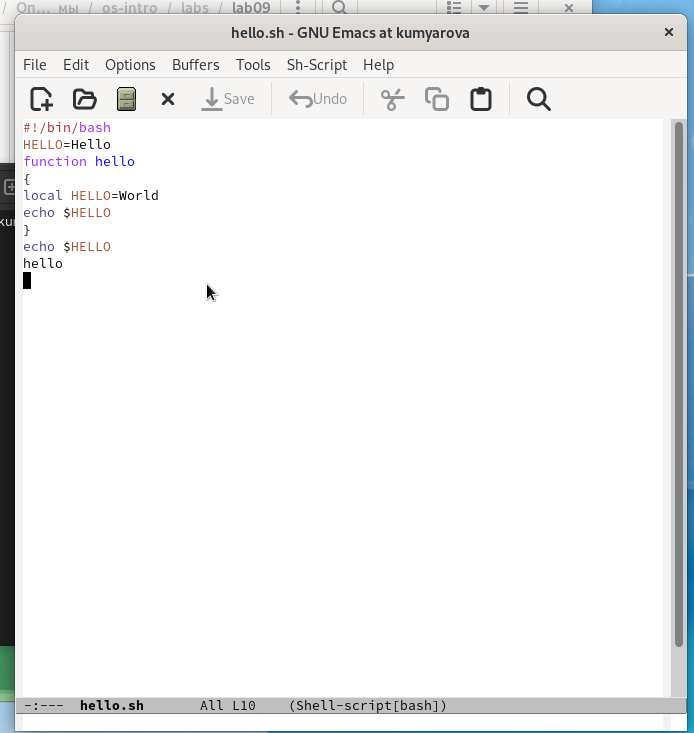 / Оп... мы / os-intro / labs / lab09
hello.sh - GNU Emacs at kumyarova
File Edit Options Buffers Tools Sh-Script Help
Save Undo
#!/bin/bash
HELLO=Hello
function hello
{
local HELLO=World
echo $HELLO
}
echo $HELLO
hello
-:--- hello.sh All L10 (Shell-script[bash])